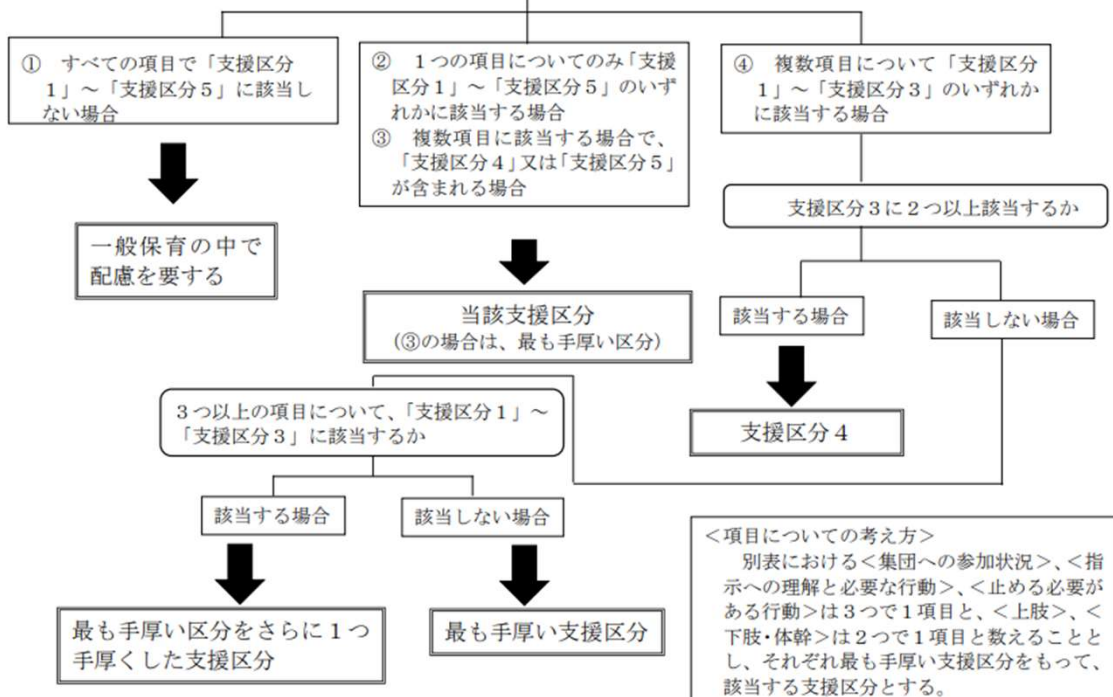 ① すべての項目で「支援区分
1」~「支援区分5」に該当し
ない場合
② 1つの項目についてのみ「支援
区分1」~「支援区分5」のいず
れかに該当する場合
③ 複数項目に該当する場合で、
「支援区分4」又は「支援区分5」
が含まれる場合
④ 複数項目について「支援区分
1」~「支援区分3」のいずれか
に該当する場合
支援区分3に2つ以上該当するか
一般保育の中で
配慮を要する
当該支援区分
(③の場合は、最も手厚い区分)
該当する場合
該当しない場合
支援区分4
3つ以上の項目について、「支援区分1」~
「支援区分3」に該当するか
該当する場合
該当しない場合
最も手厚い区分をさらに1つ
手厚くした支援区分
最も手厚い支援区分
<項目についての考え方>
別表における<集団への参加状況>、<指
示への理解と必要な行動>、<止める必要が
ある行動>は3つで1項目と、<上肢>、<
下肢・体幹>は2つで1項目と数えることと
し、それぞれ最も手厚い支援区分をもって、
該当する支援区分とする。